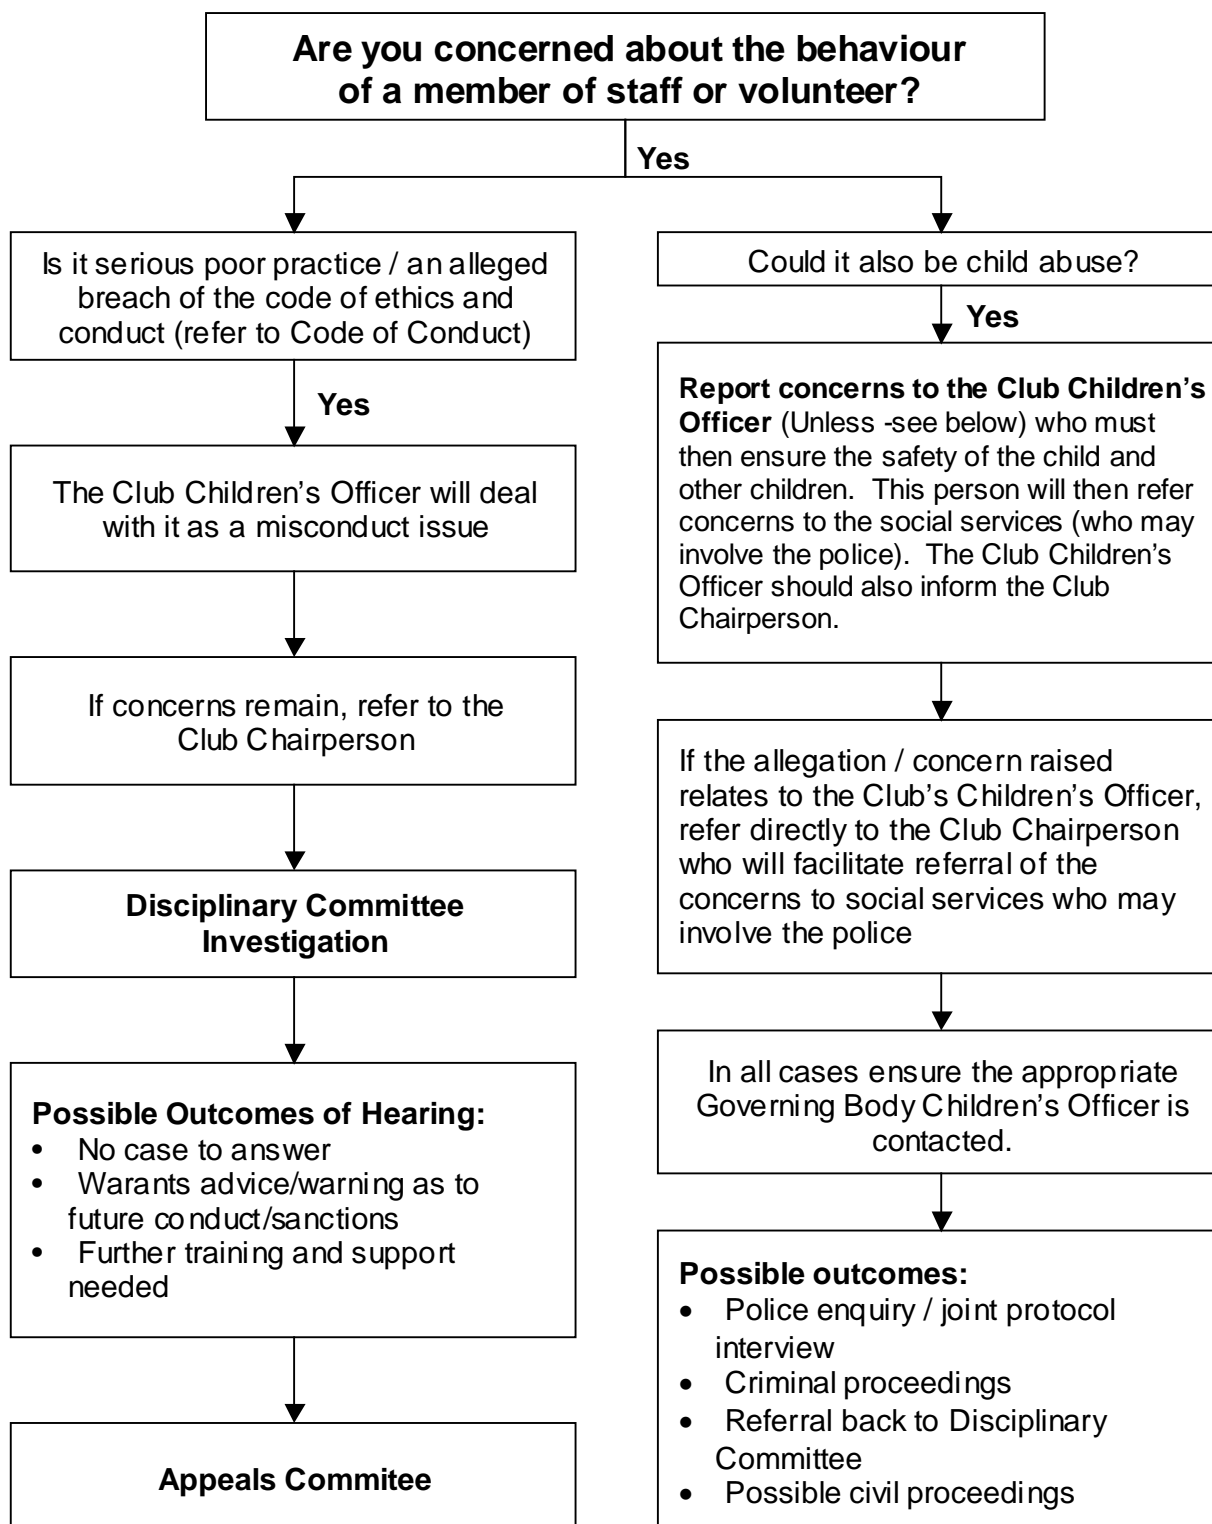 Are you concerned about the behaviour
of a member of staff or volunteer?
Yes
Is it serious poor practice / an alleged
breach of the code of ethics and
conduct (refer to Code of Conduct)
Yes
The Club Children’s Officer will deal
with it as a misconduct issue
If concerns remain, refer to the
Club Chairperson
Disciplinary Committee
Investigation
Possible Outcomes of Hearing:
• No case to answer
• Warants advice/warning as to
future conduct/sanctions
• Further training and support
needed
Appeals Commitee
Could it also be child abuse?
Yes
Report concerns to the Club Children’s
Officer (Unless -see below) who must
then ensure the safety of the child and
other children. This person will then refer
concerns to the social services (who may
involve the police). The Club Children’s
Officer should also inform the Club
Chairperson.
If the allegation / concern raised
relates to the Club’s Children’s Officer,
refer directly to the Club Chairperson
who will facilitate referral of the
concerns to social services who may
involve the police
In all cases ensure the appropriate
Governing Body Children’s Officer is
contacted.
Possible outcomes:
• Police enquiry / joint protocol
interview
• Criminal proceedings
• Referral back to Disciplinary
Committee
• Possible civil proceedings